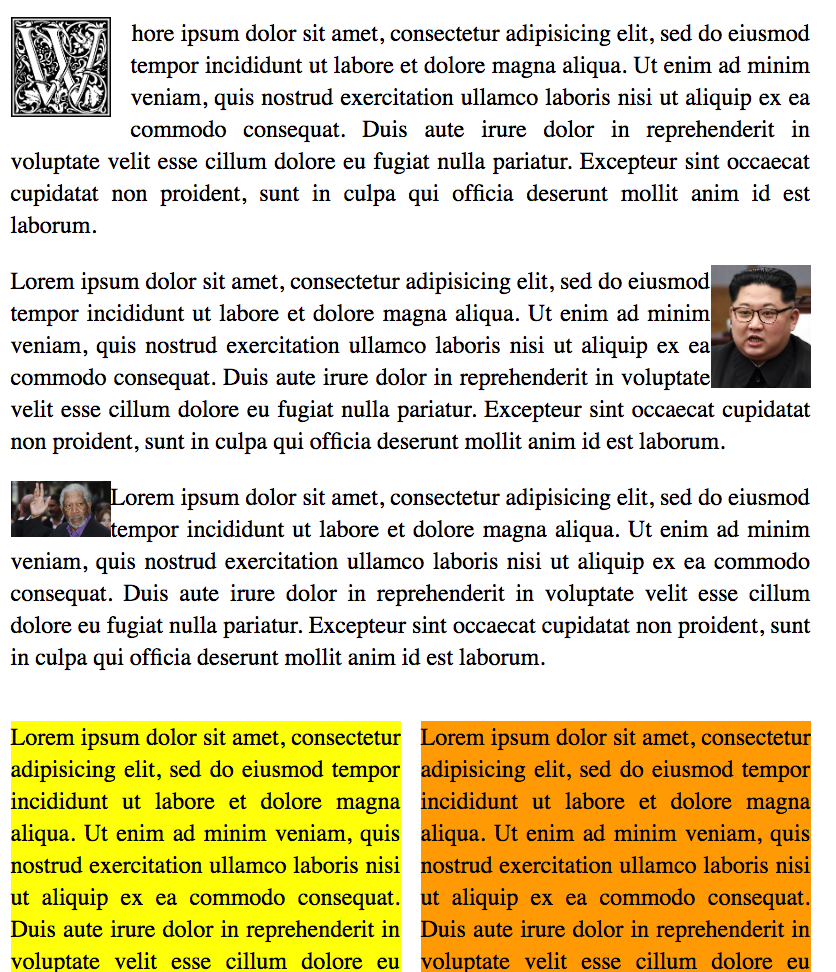 W
hore ipsum dolor sit amet, consectetur adipisicing elit, sed do eiusmod
tempor incididunt ut labore et dolore magna aliqua. Ut enim ad minim
veniam, quis nostrud exercitation ullamco laboris nisi ut aliquip ex ea
commodo consequat. Duis aute irure dolor in reprehenderit in
voluptate velit esse cillum dolore eu fugiat nulla pariatur. Excepteur sint occaecat
cupidatat non proident, sunt in culpa qui officia deserunt mollit anim id est
laborum.
Lorem ipsum dolor sit amet, consectetur adipisicing elit, sed do eiusmod
tempor incididunt ut labore et dolore magna aliqua. Ut enim ad minim
veniam, quis nostrud exercitation ullamco laboris nisi ut aliquip ex ea
commodo consequat. Duis aute irure dolor in reprehenderit in voluptate
velit esse cillum dolore eu fugiat nulla pariatur. Excepteur sint occaecat cupidatat
non proident, sunt in culpa qui officia deserunt mollit anim id est laborum.
Lorem ipsum dolor sit amet, consectetur adipisicing elit, sed do eiusmod
tempor incididunt ut labore et dolore magna aliqua. Ut enim ad minim
veniam, quis nostrud exercitation ullamco laboris nisi ut aliquip ex ea commodo
consequat. Duis aute irure dolor in reprehenderit in voluptate velit esse cillum
dolore eu fugiat nulla pariatur. Excepteur sint occaecat cupidatat non proident, sunt
in culpa qui officia deserunt mollit anim id est laborum.
Lorem ipsum dolor sit amet, consectetur
adipisicing elit, sed do eiusmod tempor
incididunt ut labore et dolore magna
aliqua. Ut enim ad minim veniam, quis
nostrud exercitation ullamco laboris nisi
ut aliquip ex ea commodo consequat.
Duis aute irure dolor in reprehenderit in
voluptate velit esse cillum dolore eu
Lorem ipsum dolor sit amet, consectetur
adipisicing elit, sed do eiusmod tempor
incididunt ut labore et dolore magna
aliqua. Ut enim ad minim veniam, quis
nostrud exercitation ullamco laboris nisi
ut aliquip ex ea commodo consequat.
Duis aute irure dolor in reprehenderit in
voluptate velit esse cillum dolore eu